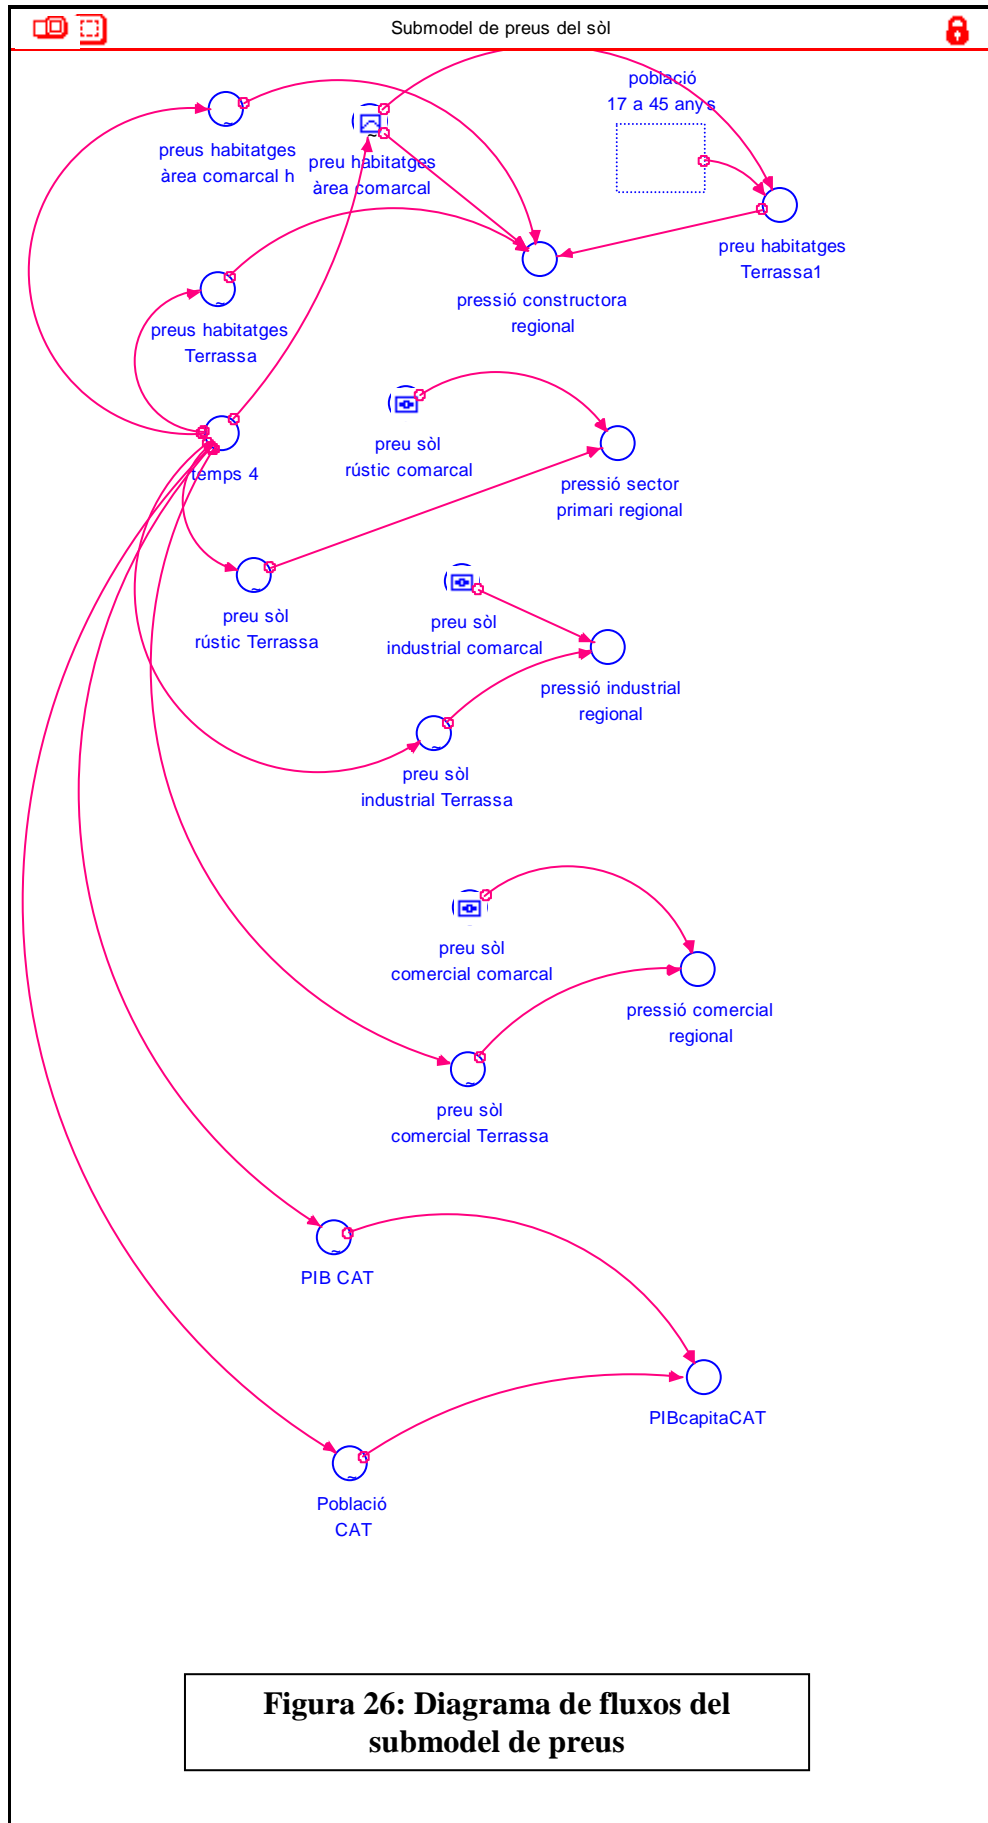 Submodel de preus del sòl
població
17 a 45 anys
preus habitatges
àrea comarcal h
preu habitatges
àrea comarcal
preu habitatges
Terrassa1
pressió constructora
regional
preus habitatges
Terrassa
preu sòl
rústic comarcal
temps 4
pressió sector
primari regional
preu sòl
rústic Terrassa
preu sòl
industrial comarcal
pressió industrial
regional
preu sòl
industrial Terrassa
preu sòl
comercial comarcal
pressió comercial
regional
preu sòl
comercial Terrassa
PIB CAT
PIBcapitaCAT
Població
CAT
Figura 26: Diagrama de fluxos del
submodel de preus